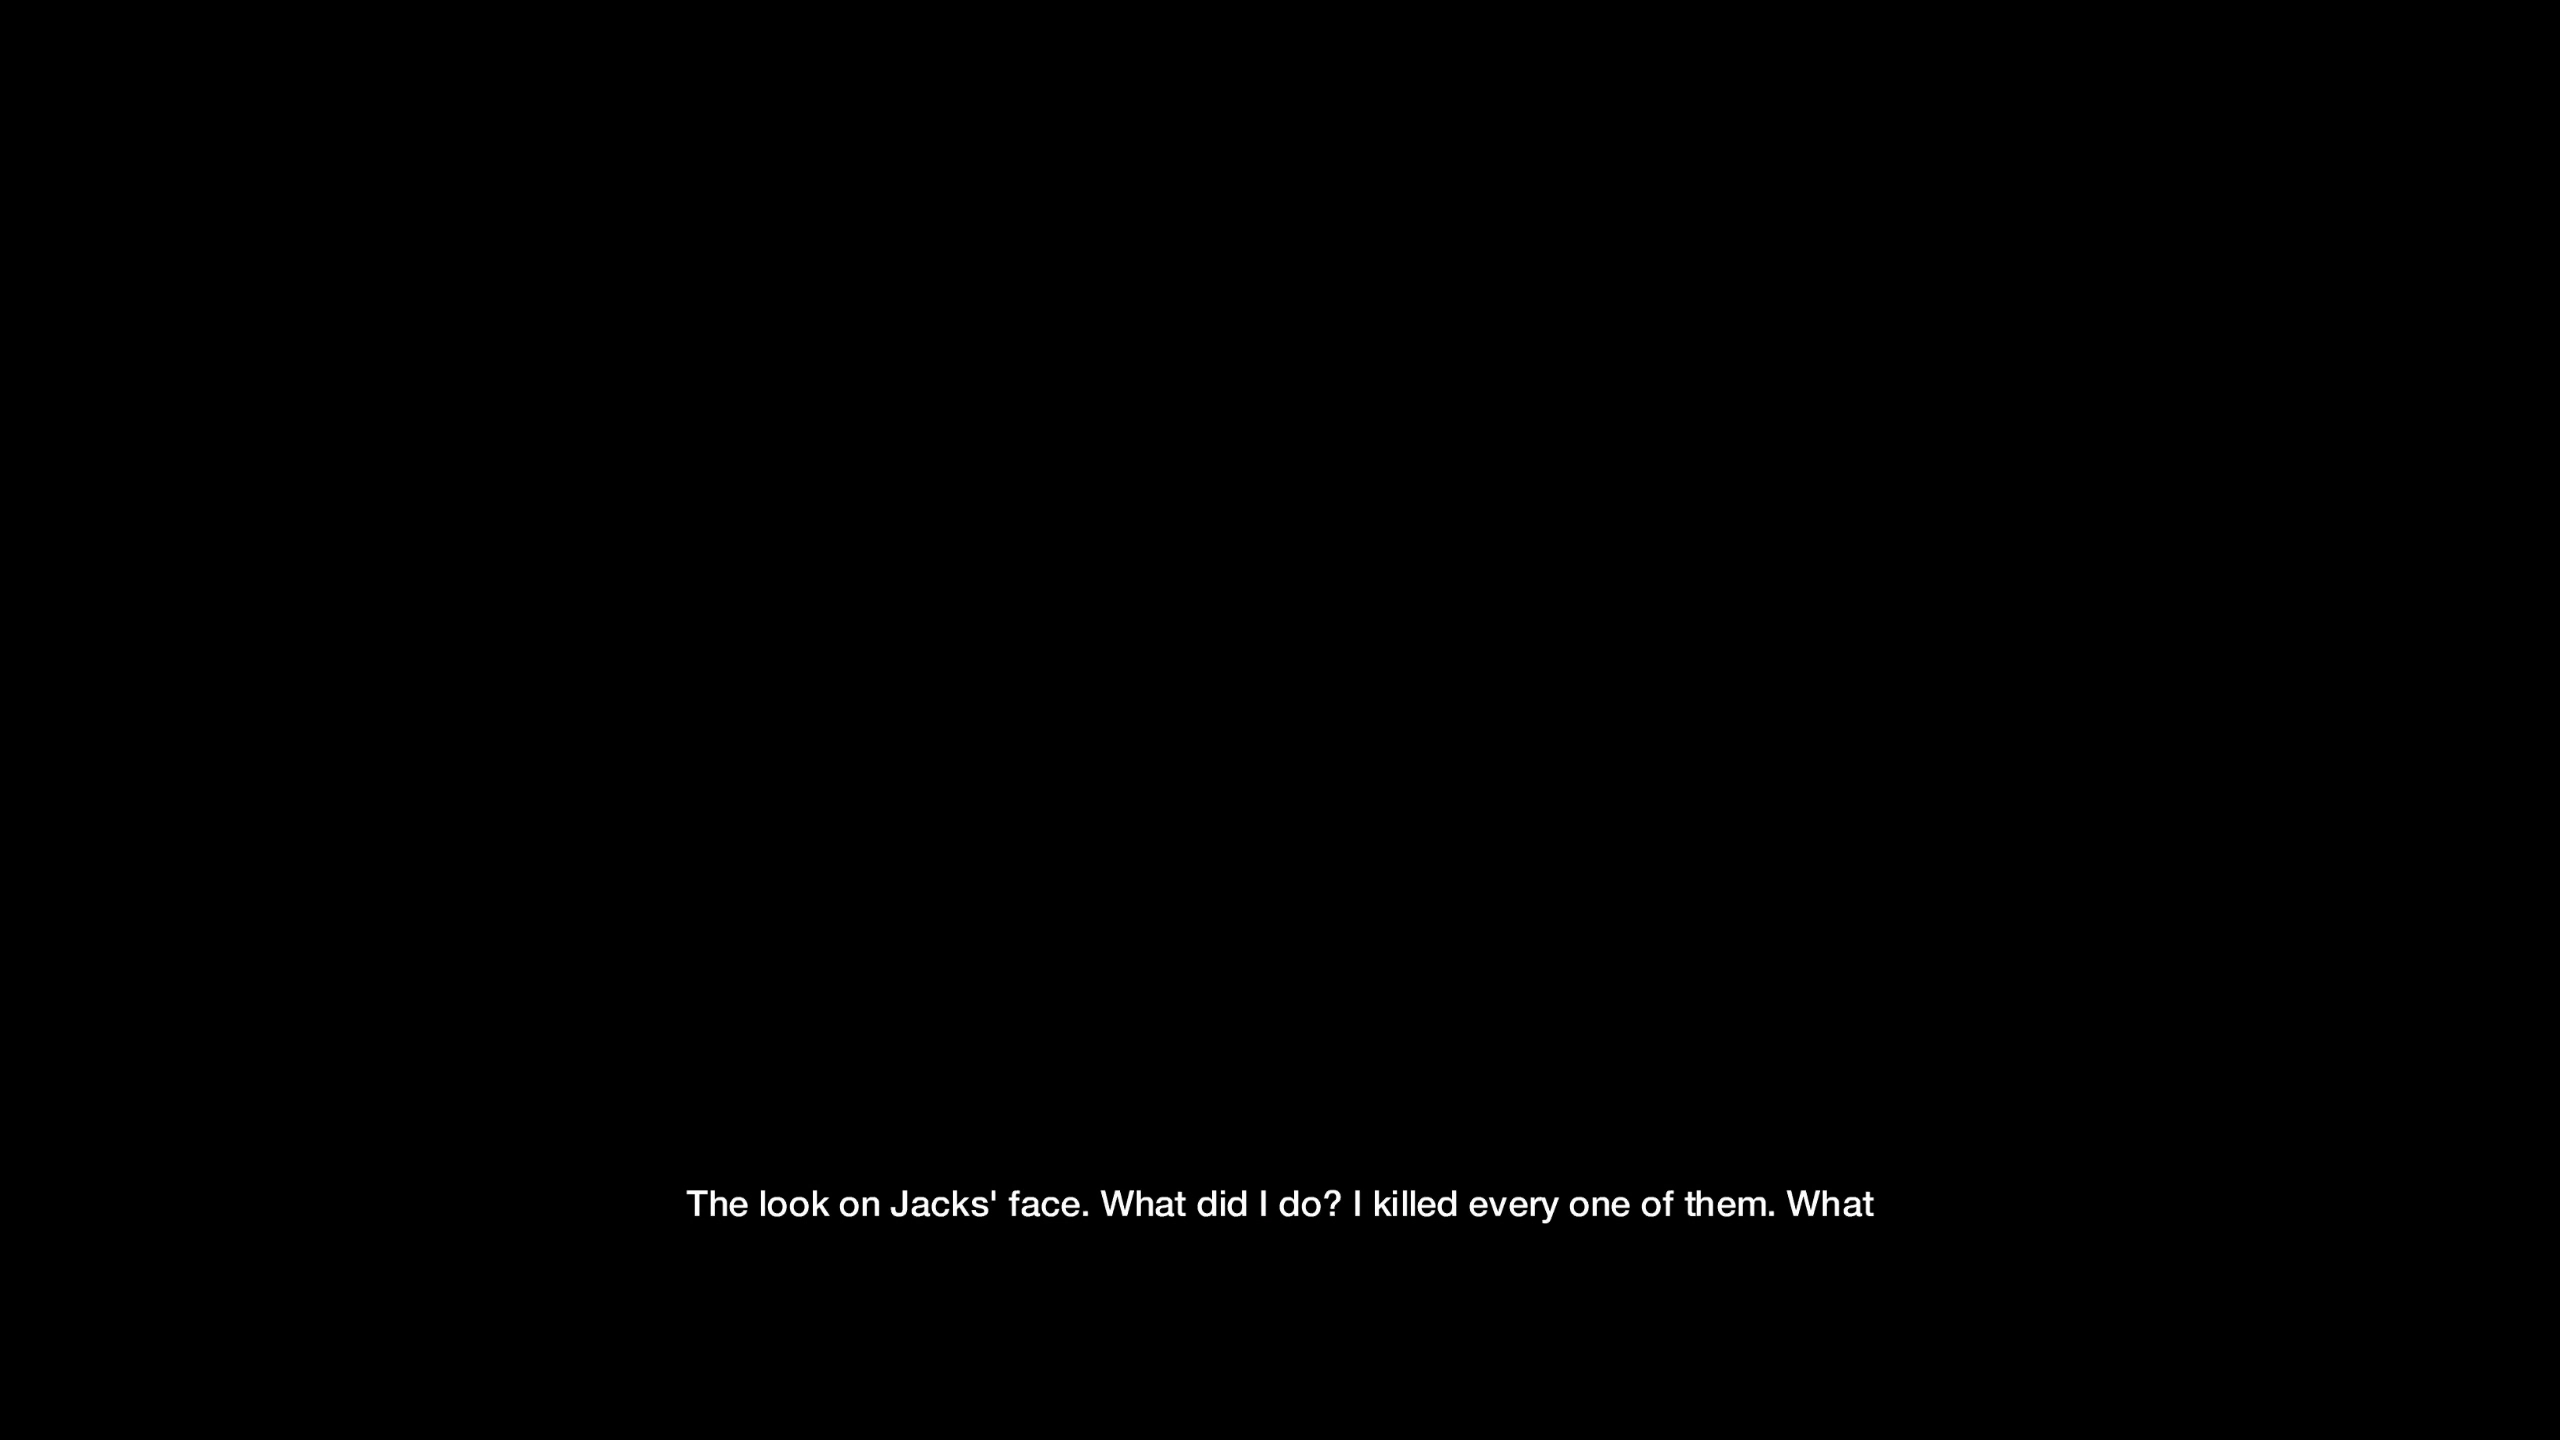 The look on Jacks' face. What did I do? I killed every one of them. What